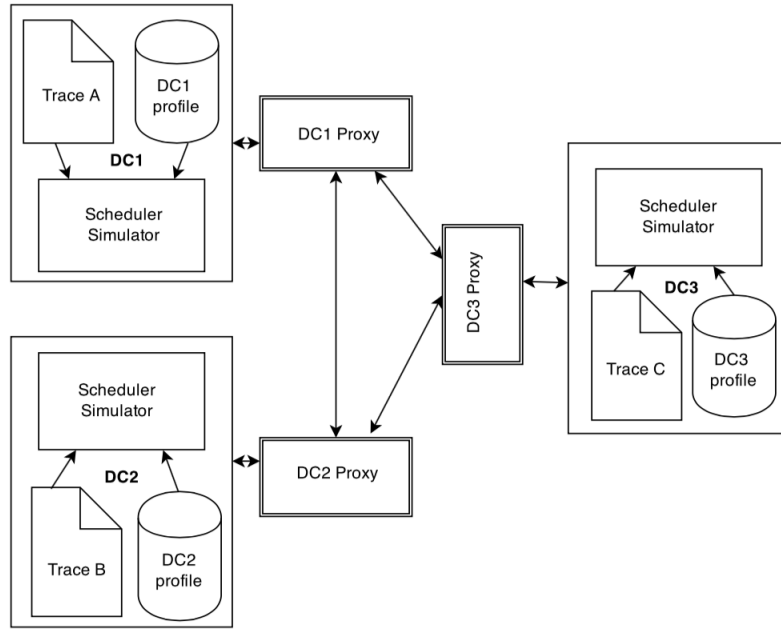 Trace A
DC1
profile
DC1
Scheduler
Simulator
DC1 Proxy
DC3 Proxy
Scheduler
Simulator
DC3
Trace C
DC3
profile
Scheduler
Simulator
DC2
Trace B
DC2
profile
DC2 Proxy